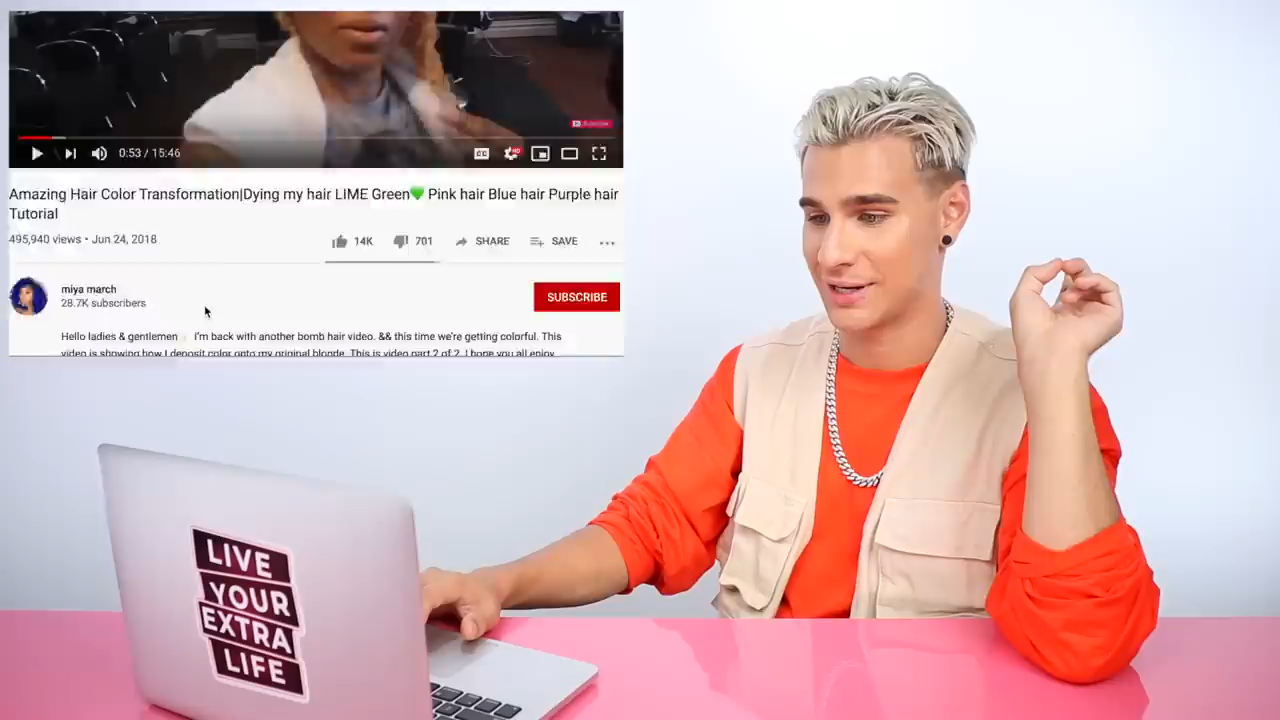 0:53 / 15:46
Amazing Hair Color Transformation|Dying my hair LIME Green💚 Pink hair Blue hair Purple hair
Tutorial
495,940 views • Jun 24, 2018
14K 701 SHARE SAVE
miya march
28.7K subscribers
SUBSCRIBE
Hello ladies & gentlemen I'm back with another bomb hair video. && this time we're getting colorful. This
video is showing how I deposit color onto my original blonde. This is video part 2 of 2. I hope you all enjoy
LIVE
YOUR
EXTRA
LIFE